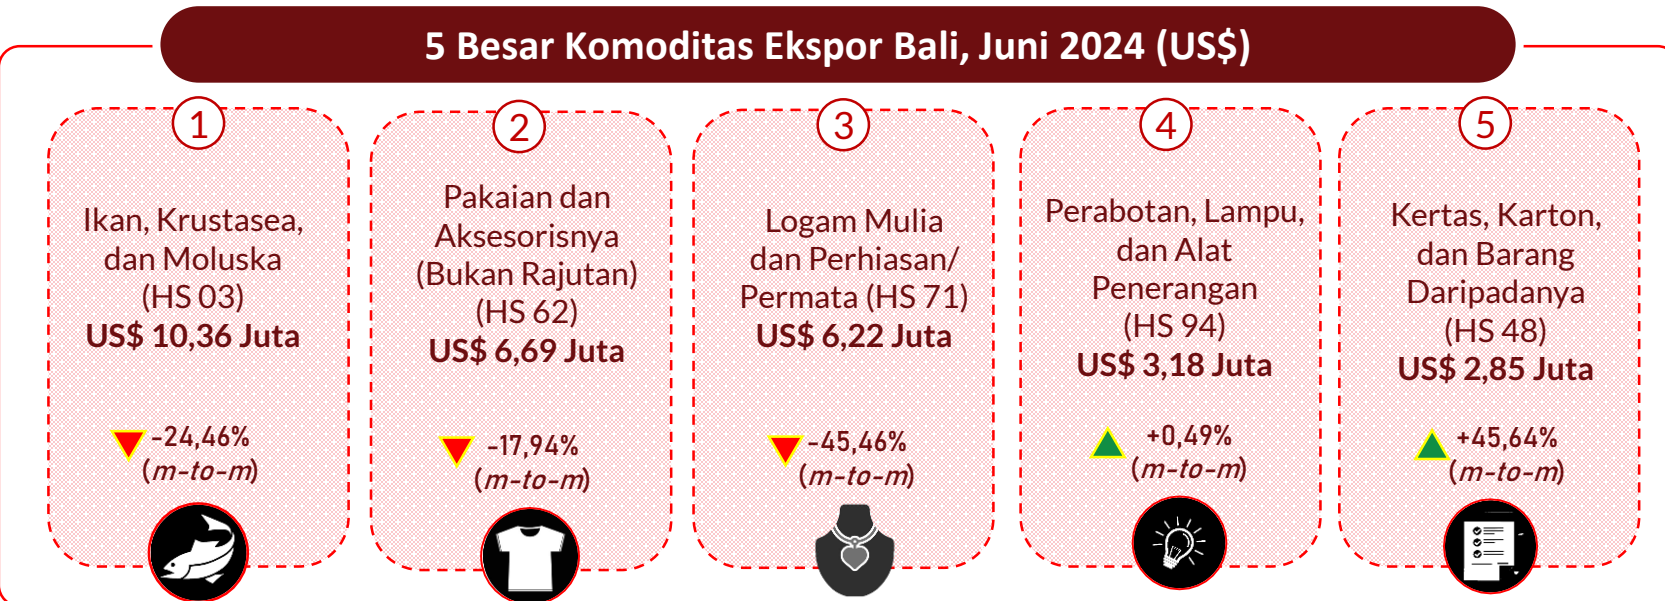 5 Besar Komoditas Ekspor Bali, Juni 2024 (US$)
1
Ikan, Krustasea,
dan Moluska
(HS 03)
US$ 10,36 Juta
-24,46%
(m-to-m)
2
Pakaian dan
Aksesorisnya
(Bukan Rajutan)
(HS 62)
US$ 6,69 Juta
-17,94%
(m-to-m)
3
Logam Mulia
dan Perhiasan/
Permata (HS 71)
US$ 6,22 Juta
-45,46%
(m-to-m)
4
Perabotan, Lampu,
dan Alat
Penerangan
(HS 94)
US$ 3,18 Juta
+0,49%
(m-to-m)
5
Kertas, Karton,
dan Barang
Daripadanya
(HS 48)
US$ 2,85 Juta
+45,64%
(m-to-m)